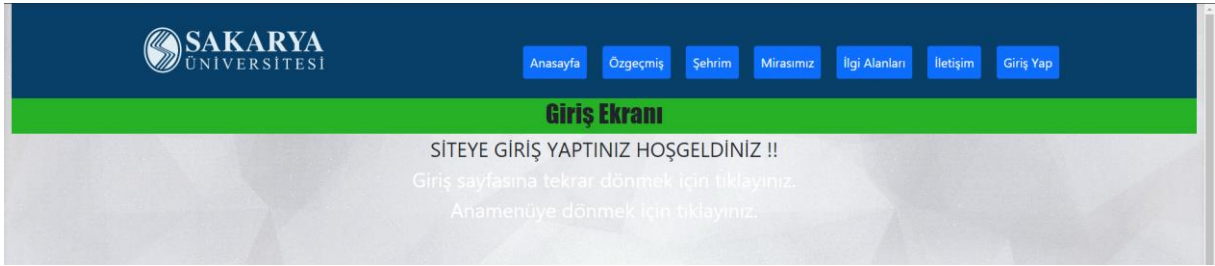 SAKARYA
ÜNİVERSİTESİ
Anasayfa Özgeçmiş Şehrim Mirasımız İlgi Alanları İletişim Giriş Yap
Giriş Ekranı
SİTEYE GİRİŞ YAPTINIZ HOŞGELDİNİZ !!
Giriş sayfasına tekrar dönmek için tıklayınız.
Anamenüye dönmek için tıklayınız.